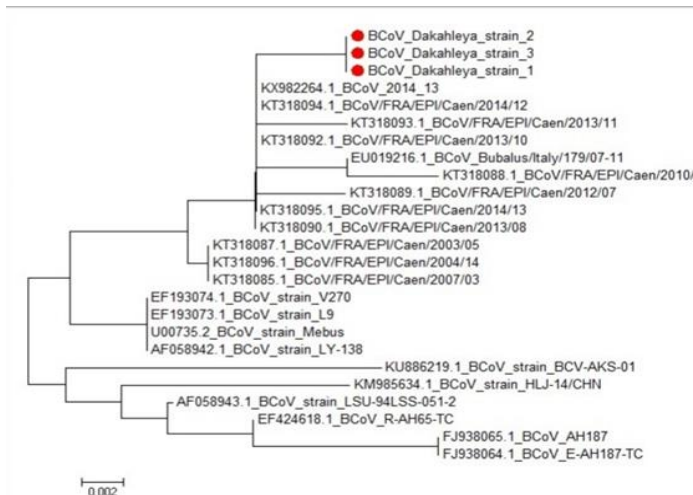 BCoV_Dakahleya_strain_2
BCoV_Dakahleya_strain_3
BCoV_Dakahleya_strain_1
KX982264.1_BCoV_2014_13
KT318094.1_BCoV/FRA/EPI/Caen/2014/12
KT318093.1_BCoV/FRA/EPI/Caen/2013/11
KT318092.1_BCoV/FRA/EPI/Caen/2013/10
EU019216.1_BCoV_Bubalus/Italy/179/07-11
KT318088.1_BCoV/FRA/EPI/Caen/2010/
KT318089.1_BCoV/FRA/EPI/Caen/2012/07
KT318095.1_BCoV/FRA/EPI/Caen/2014/13
KT318090.1_BCoV/FRA/EPI/Caen/2013/08
KT318087.1_BCoV/FRA/EPI/Caen/2003/05
KT318096.1_BCoV/FRA/EPI/Caen/2004/14
KT318085.1_BCoV/FRA/EPI/Caen/2007/03
EF193074.1_BCoV_strain_V270
EF193073.1_BCoV_strain_L9
U00735.2_BCoV_strain_Mebus
AF058942.1_BCoV_strain_LY-138
KU886219.1_BCoV_strain_BCV-AKS-01
KM985634.1_BCoV_strain_HLJ-14/CHN
AF058943.1_BCoV_strain_LSU-94LSS-051-2
EF424618.1_BCoV_R-AH65-TC
FJ938065.1_BCoV_AH187
FJ938064.1_BCoV_E-AH187-TC
0.002